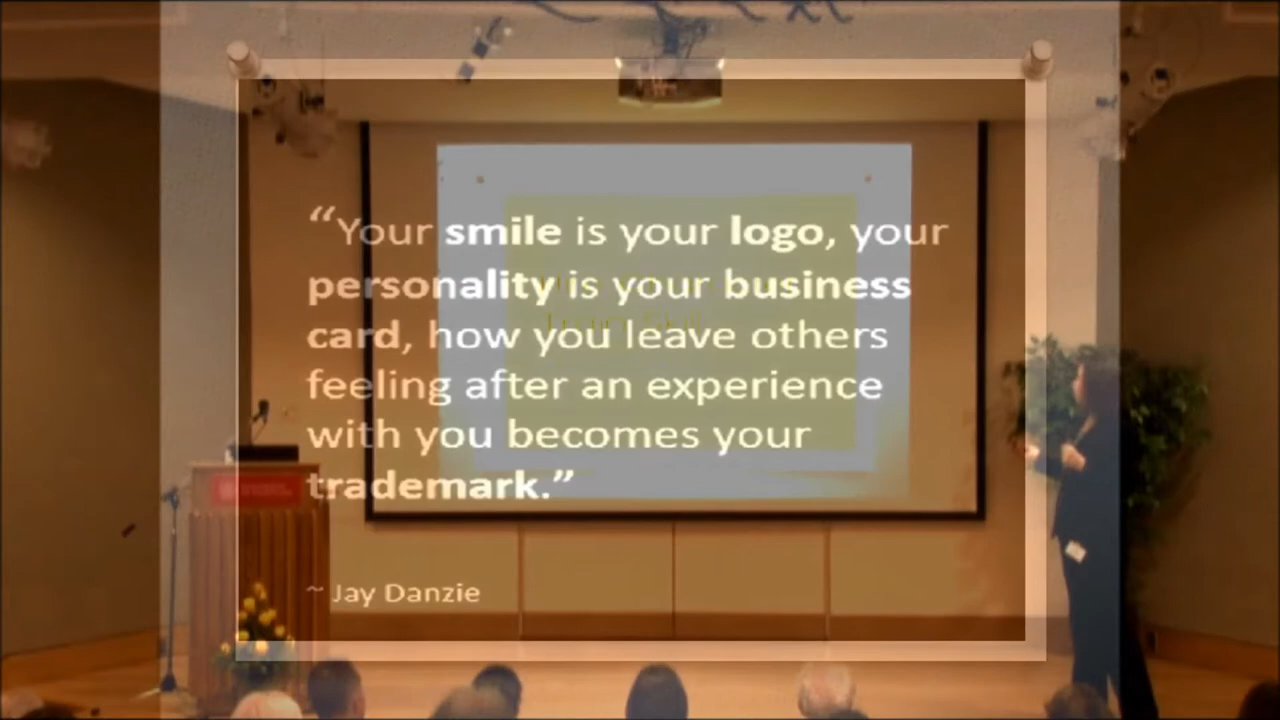 “Your smile is your logo, your
personality is your business
card, how you leave others
feeling after an experience
with you becomes your
trademark.”
~ Jay Danzie